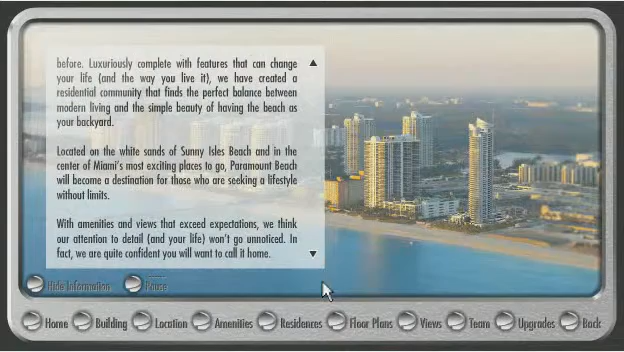 before. Luxuriously complete with features that can change
your life (and the way you live it), we have created a
residential community that finds the perfect balance between
modern living and the simple beauty of having the beach as
your backyard.
Located on the white sands of Sunny Isles Beach and in the
center of Miami's most exciting places to go, Paramount Beach
will become a destination for those who are seeking a lifestyle
without limits.
With amenities and views that exceed expectations, we think
our attention to detail (and your life) won't go unnoticed. In
fact, we are quite confident you will want to call it home.
Hide Information Pause
Home Building Location Amenities Residences Floor Plans Views Team Upgrades Back